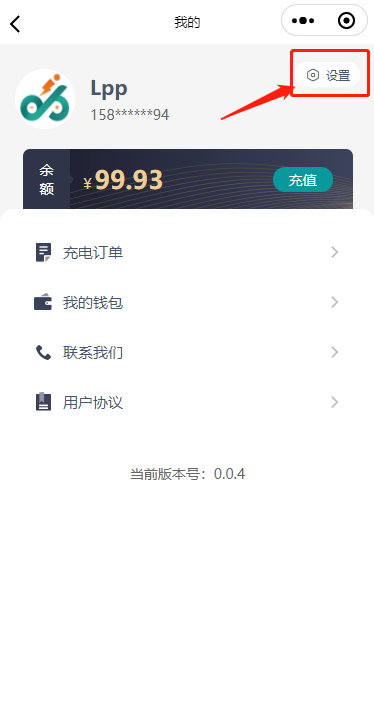 我的
设置
Lpp
158******94
余额
¥99.93
充值
充电订单
我的钱包
联系我们
用户协议
当前版本号：0.0.4